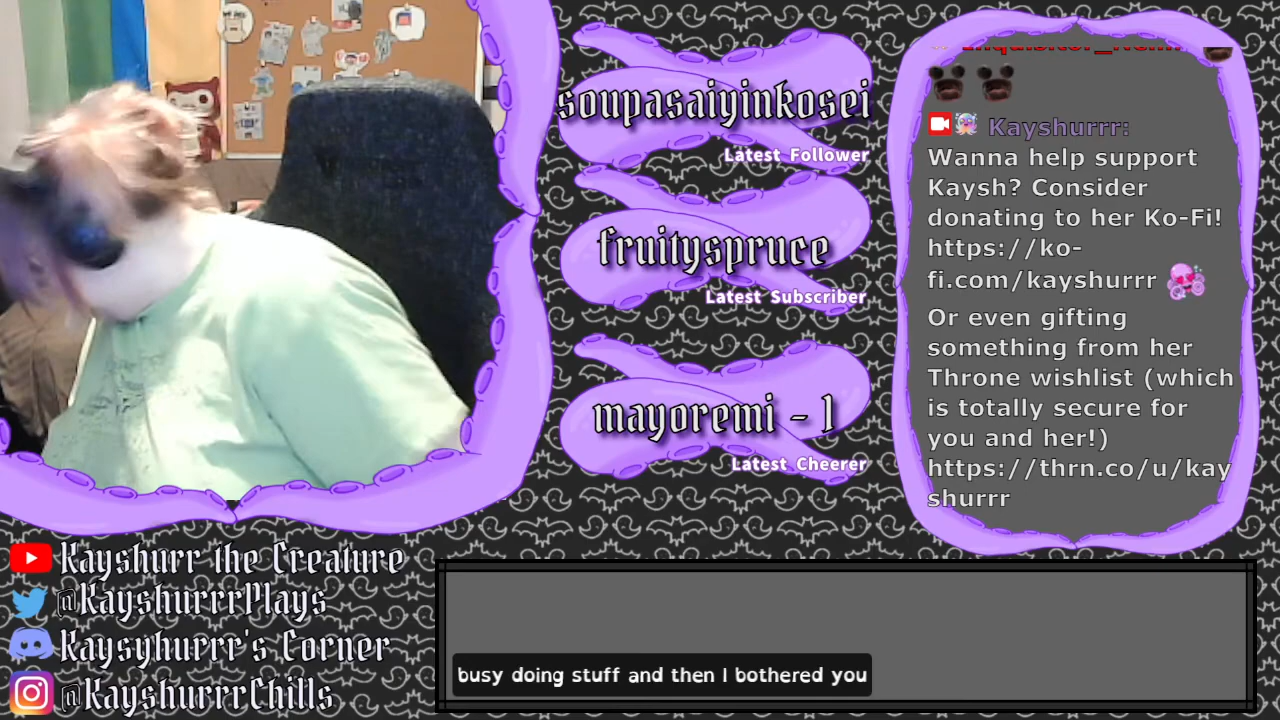 soupasaiyinkosei
Latest Follower
fruityspruce
Latest Subscriber
mayoremi - 1
Latest Cheerer
Kayshurrr:
Wanna help support
Kaysh? Consider
donating to her Ko-Fi!
https://ko-
fi.com/kayshurrr
Or even gifting
something from her
Throne wishlist (which
is totally secure for
you and her!)
https://thrn.co/u/kay
shurrr
Kayshurr the Creature
@KayshurrrPlays
Kaysyhurrr's Corner
@KayshurrrChills
busy doing stuff and then I bothered you